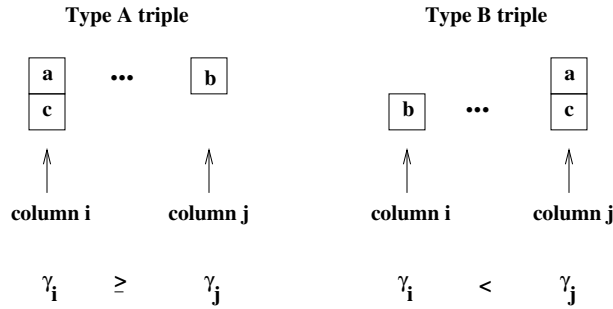 Type A triple Type B triple
a ... b a
c b ... c
column i column j column i column j
γi ≥ γj γi < γj